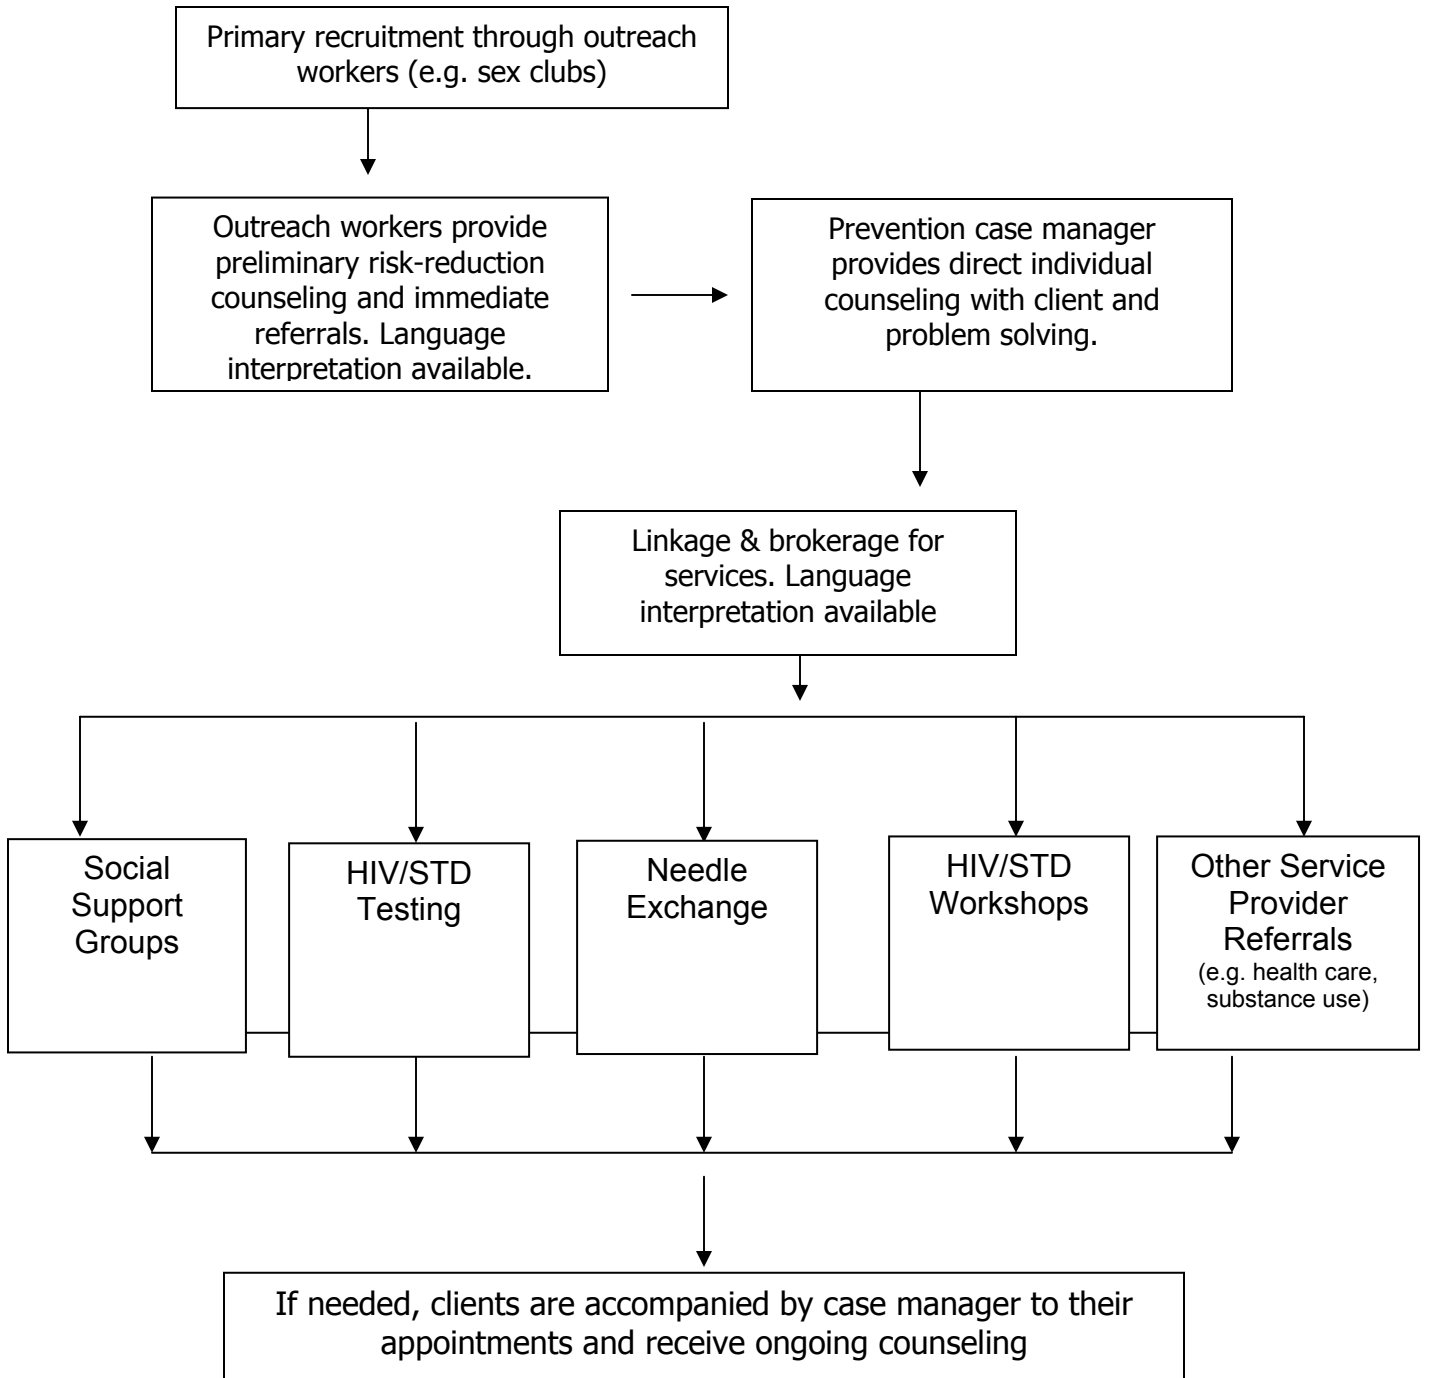 Primary recruitment through outreach
workers (e.g. sex clubs)
Outreach workers provide
preliminary risk-reduction
counseling and immediate
referrals. Language
interpretation available.
Prevention case manager
provides direct individual
counseling with client and
problem solving.
Linkage & brokerage for
services. Language
interpretation available
Social
Support
Groups
HIV/STD
Testing
Needle
Exchange
HIV/STD
Workshops
Other Service
Provider
Referrals
(e.g. health care,
substance use)
If needed, clients are accompanied by case manager to their
appointments and receive ongoing counseling